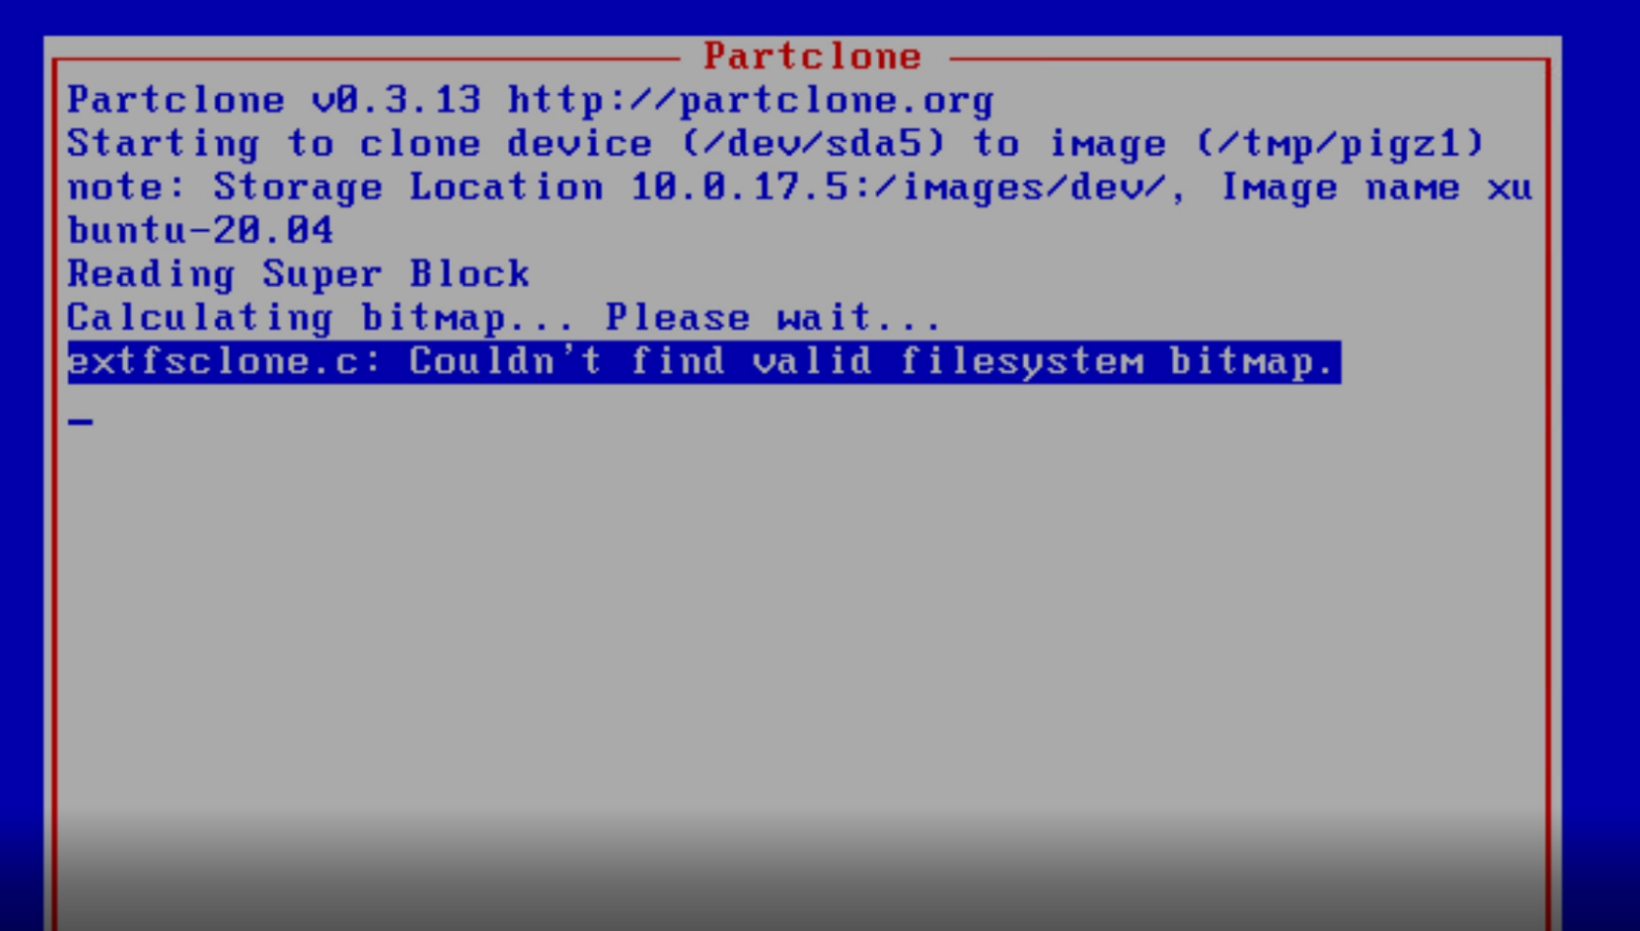 Partclone
Partclone v0.3.13 http://partclone.org
Starting to clone device (/dev/sda5) to image (/tmp/pigz1)
note: Storage Location 10.0.17.5:/images/dev/, Image name xu
buntu-20.04
Reading Super Block
Calculating bitmap... Please wait...
extfsclone.c: Couldn't find valid filesystem bitmap.